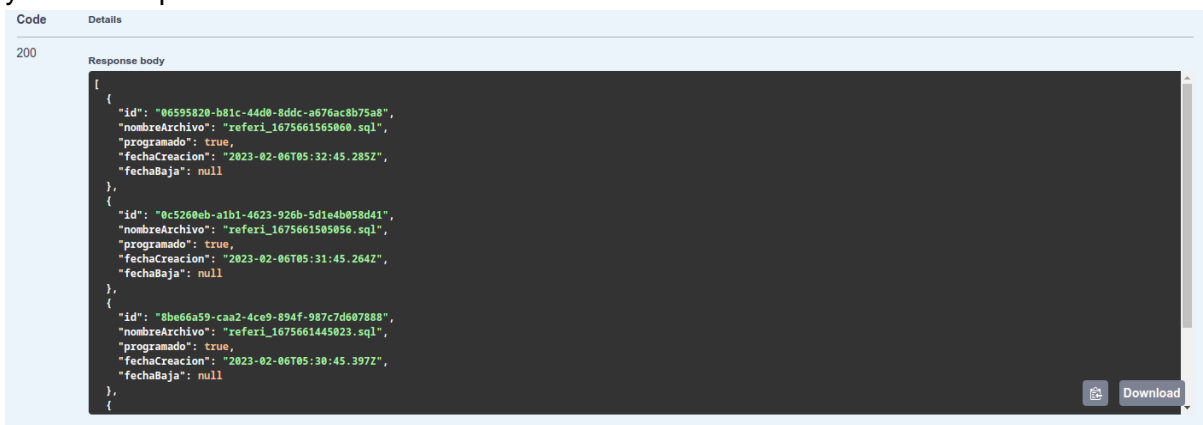 Code Details
200
Response body
[
  {
    "id": "06595820-b81c-44d0-8ddc-a676ac8b75a8",
    "nombreArchivo": "referi_1675661565060.sql",
    "programado": true,
    "fechaCreacion": "2023-02-06T05:32:45.285Z",
    "fechaBaja": null
  },
  {
    "id": "0c5260eb-a1b1-4623-926b-5d1e4b058d41",
    "nombreArchivo": "referi_1675661505056.sql",
    "programado": true,
    "fechaCreacion": "2023-02-06T05:31:45.264Z",
    "fechaBaja": null
  },
  {
    "id": "8be66a59-caa2-4ce9-894f-987c7d607888",
    "nombreArchivo": "referi_1675661445023.sql",
    "programado": true,
    "fechaCreacion": "2023-02-06T05:30:45.397Z",
    "fechaBaja": null
  },
  {
Download